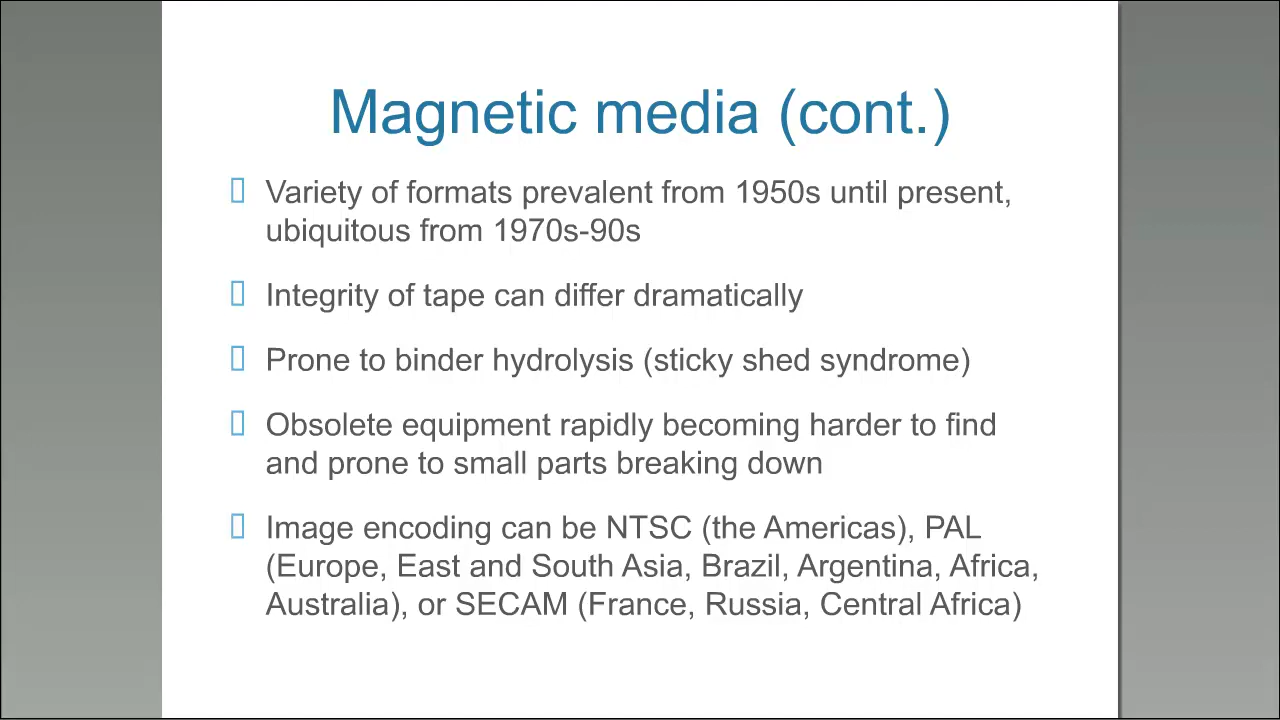 Magnetic media (cont.)
Variety of formats prevalent from 1950s until present,
ubiquitous from 1970s-90s
Integrity of tape can differ dramatically
Prone to binder hydrolysis (sticky shed syndrome)
Obsolete equipment rapidly becoming harder to find
and prone to small parts breaking down
Image encoding can be NTSC (the Americas), PAL
(Europe, East and South Asia, Brazil, Argentina, Africa,
Australia), or SECAM (France, Russia, Central Africa)